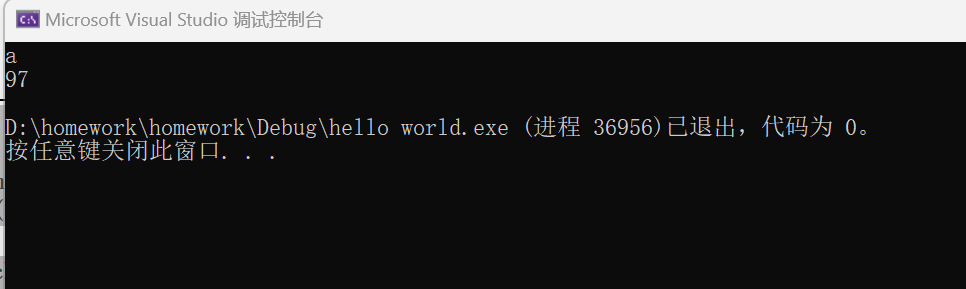 Microsoft Visual Studio 调试控制台
a
97
D:\homework\homework\Debug\hello world.exe (进程 36956)已退出，代码为 0。
按任意键关闭此窗口. . .